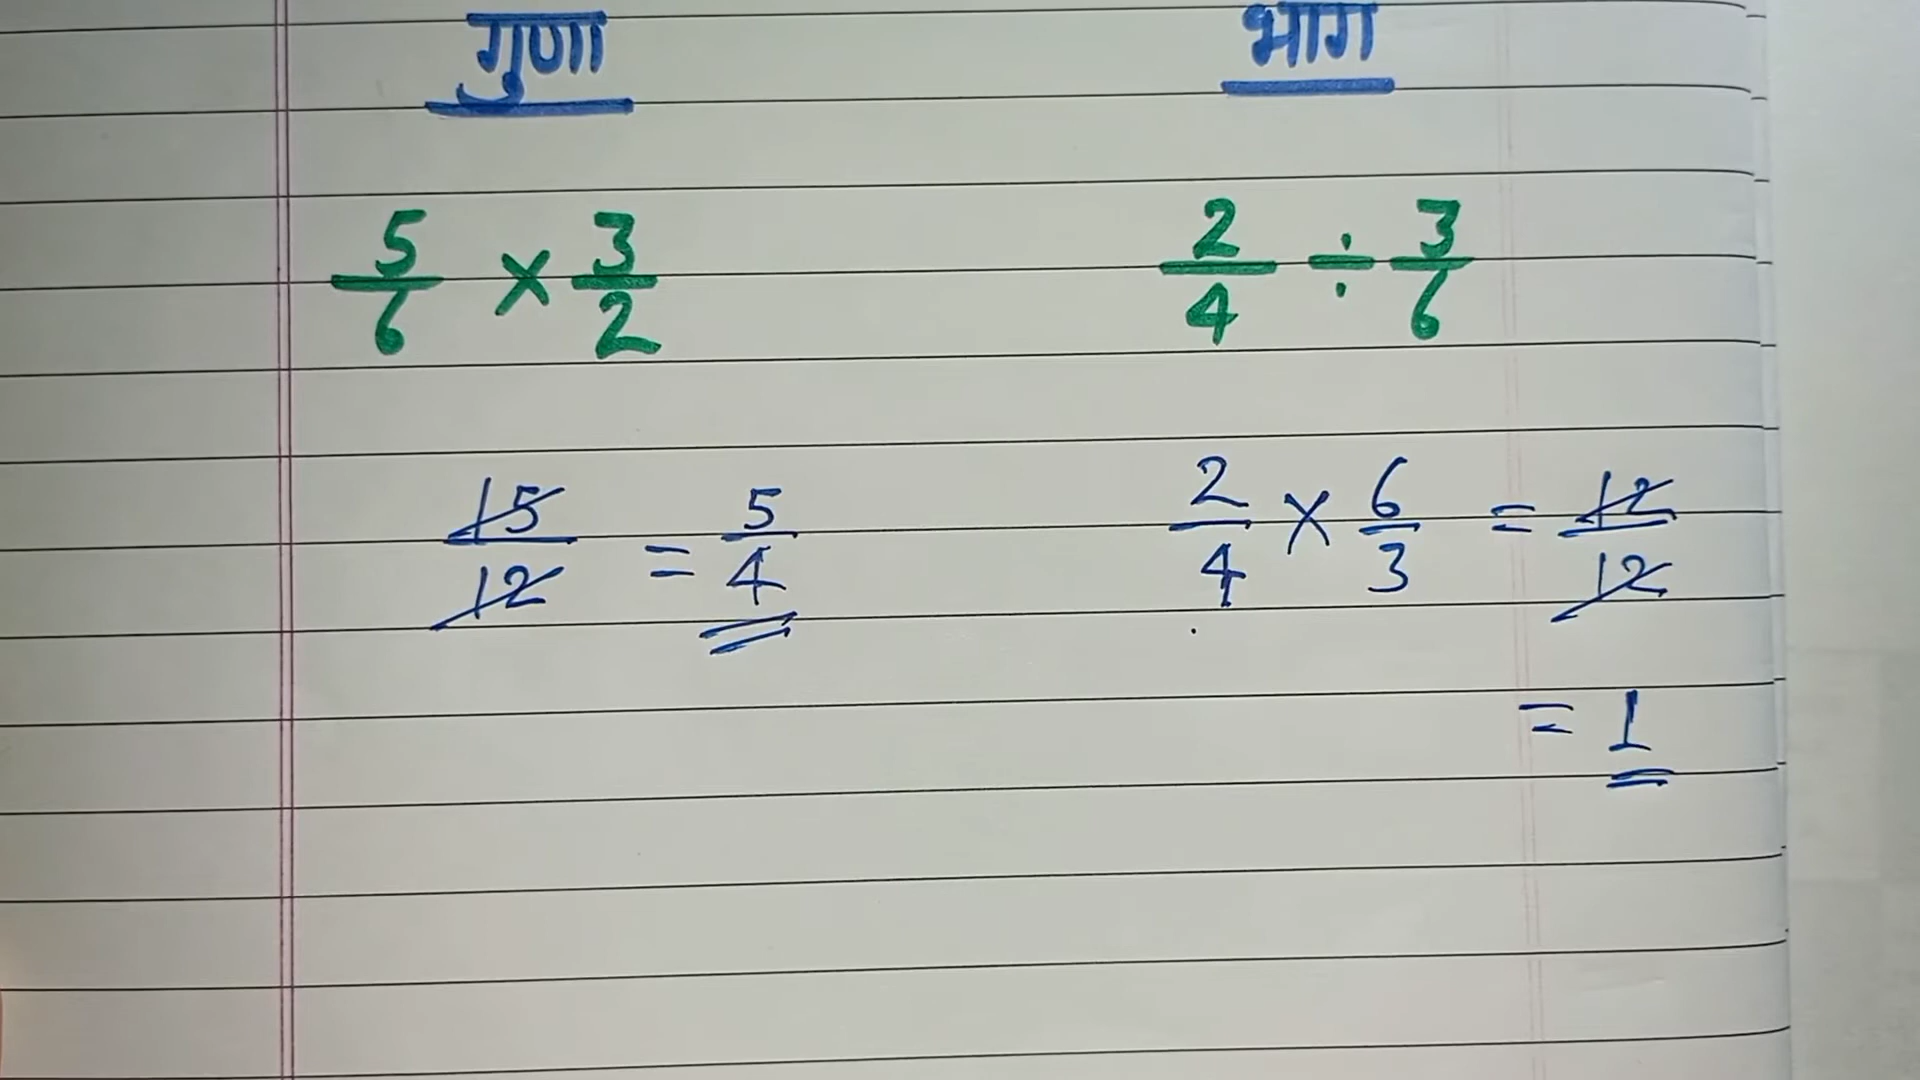 गुणा
भाग
5/6 × 3/2
2/4 ÷ 3/6
15/12 = 5/4
2/4 × 6/3 = 12/12
= 1